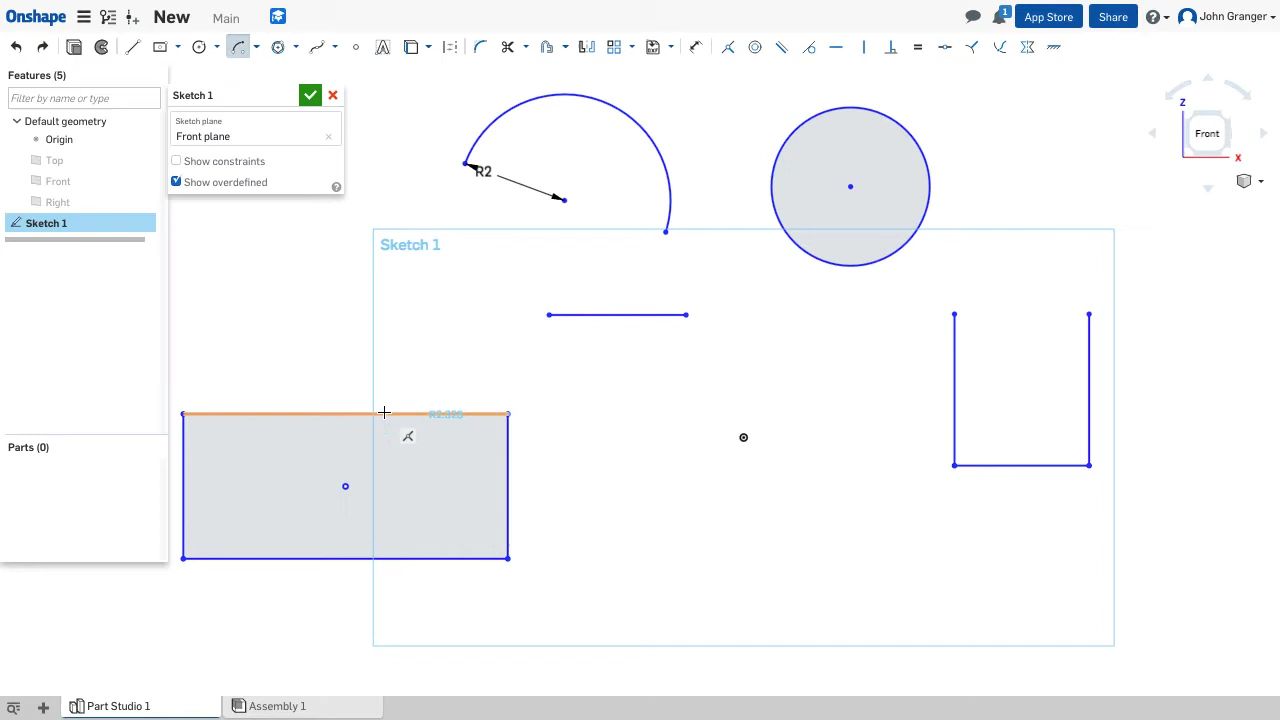 Onshape New Main App Store 1 Share John Granger
Features (5)
Filter by name or type
Default geometry
Origin
Top
Front
Right
Sketch 1
Sketch 1
Sketch plane
Front plane
Show constraints
Show overdefined
R2
Sketch 1
Z
Front
X
Parts (0)
Part Studio 1
Assembly 1